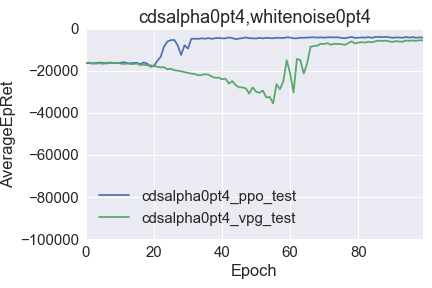 cdsalpha0pt4,whitenoise0pt4
AverageEpRet
0
−20000
−40000
−60000
−80000
−100000
cdsalpha0pt4_ppo_test
cdsalpha0pt4_vpg_test
0 20 40 60 80
Epoch